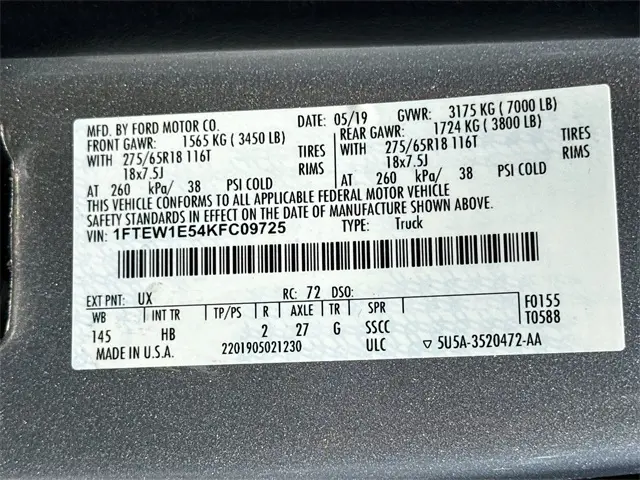 MFD. BY FORD MOTOR CO.
DATE: 05/19 GVWR: 3175 KG ( 7000 LB)
FRONT GAWR: 1565 KG ( 3450 LB)
REAR GAWR: 1724 KG ( 3800 LB)
WITH 275/65R18 116T TIRES
WITH 275/65R18 116T TIRES
18x7.5J RIMS
18x7.5J RIMS
AT 260 kPa/ 38 PSI COLD
AT 260 kPa/ 38 PSI COLD
THIS VEHICLE CONFORMS TO ALL APPLICABLE FEDERAL MOTOR VEHICLE
SAFETY STANDARDS IN EFFECT ON THE DATE OF MANUFACTURE SHOWN ABOVE.
VIN: 1FTEW1E54KFC09725 TYPE: Truck
EXT PNT: UX RC: 72 DSO:
WB INT TR TP/PS R AXLE TR SPR F0155
145 HB 2 27 G SSCC T0588
MADE IN U.S.A. 2201905021230 ULC ▽ 5U5A-3520472-AA